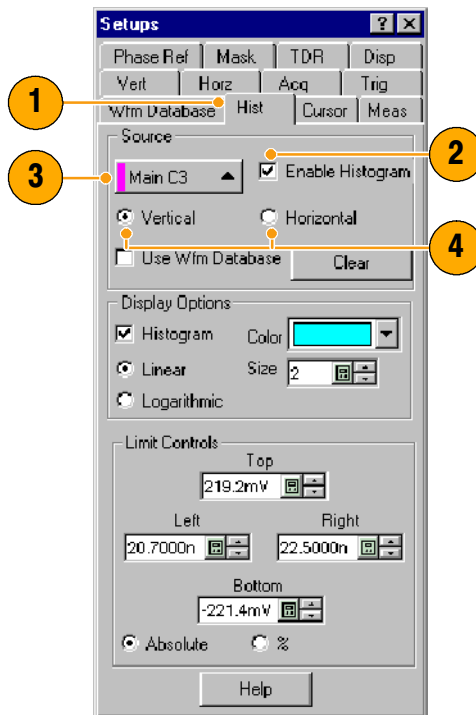 Setups ? ×
Phase Ref Mask TDR Disp
Vert Horz Acq Trig
1
Wfm Database Hist Cursor Meas
Source
2
3
Main C3 Enable Histogram
Vertical Horizontal
4
Use Wfm Database Clear
Display Options
Histogram Color
Linear Size 2
Logarithmic
Limit Controls
Top
219.2mV
Left Right
20.7000n 22.5000n
Bottom
-221.4mV
Absolute %
Help